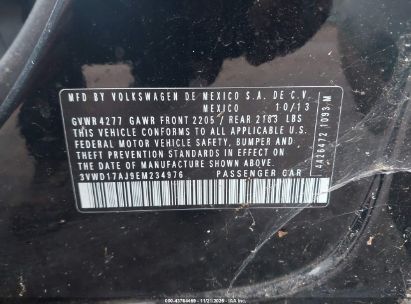 MFD BY VOLKSWAGEN DE MEXICO S.A. DE C.V.
MEXICO 10/13
GVWR 4277 GAWR FRONT 2205 / REAR 2183 LBS
THIS VEHICLE CONFORMS TO ALL APPLICABLE U.S.
FEDERAL MOTOR VEHICLE SAFETY, BUMPER AND
THEFT PREVENTION STANDARDS IN EFFECT ON
THE DATE OF MANUFACTURE SHOWN ABOVE.
3VWD17AJ9EM234976 PASSENGER CAR
4426472 1093.M